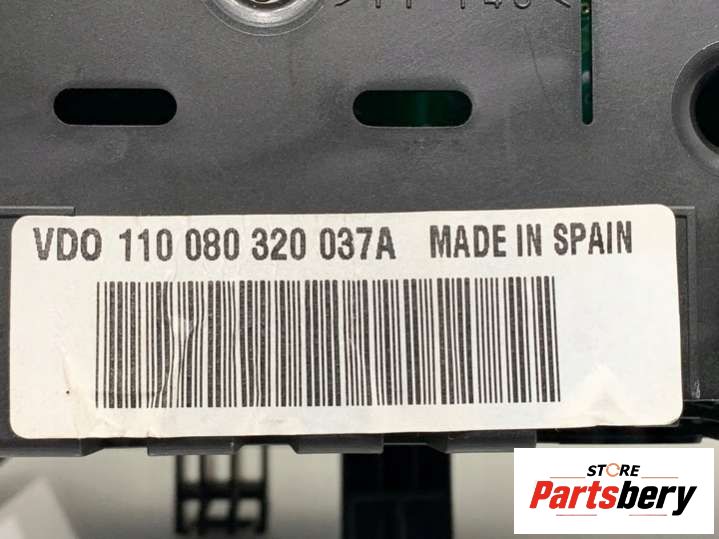 VDO 110 080 320 037A MADE IN SPAIN
STORE
Partsbery